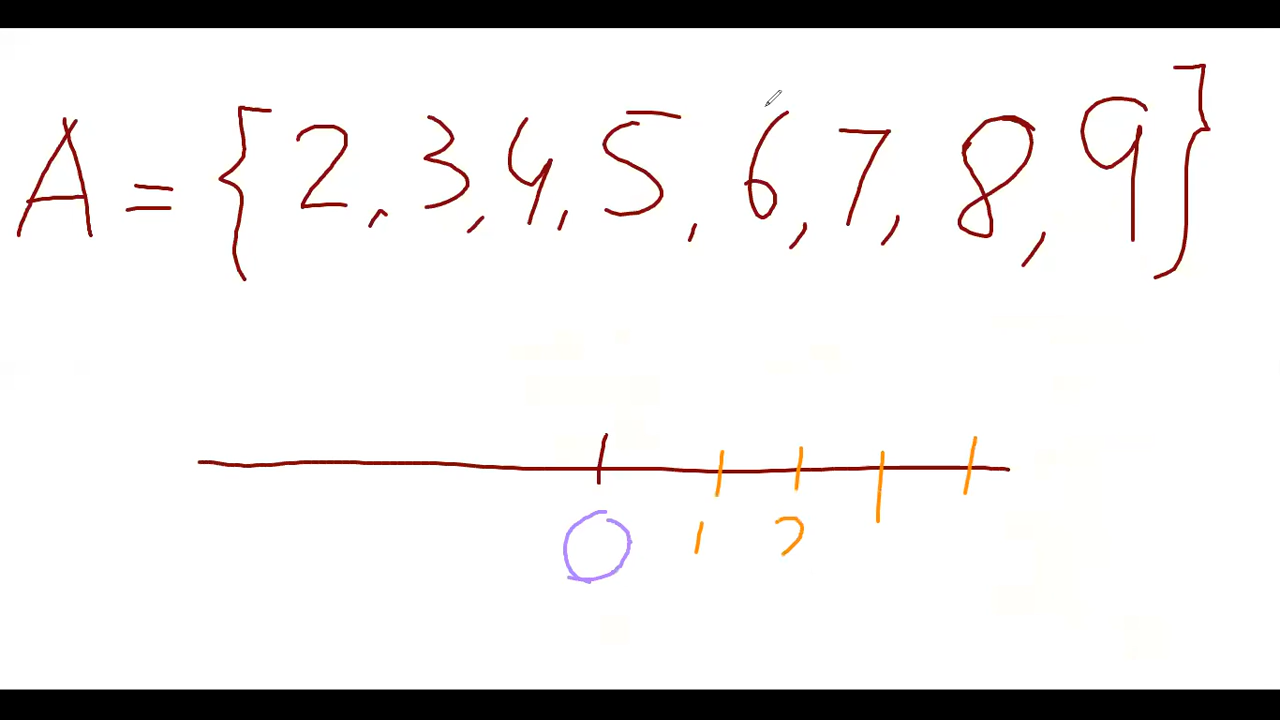 A = {2, 3, 4, 5, 6, 7, 8, 9}
0 1 2